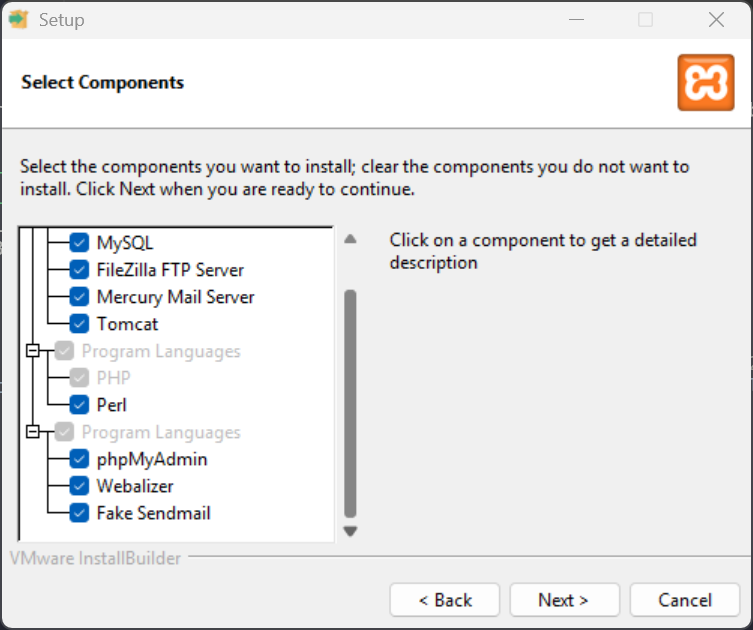 Setup
Select Components
Select the components you want to install; clear the components you do not want to
install. Click Next when you are ready to continue.
MySQL
FileZilla FTP Server
Mercury Mail Server
Tomcat
Program Languages
PHP
Perl
Program Languages
phpMyAdmin
Webalizer
Fake Sendmail
Click on a component to get a detailed
description
VMware InstallBuilder
< Back
Next >
Cancel